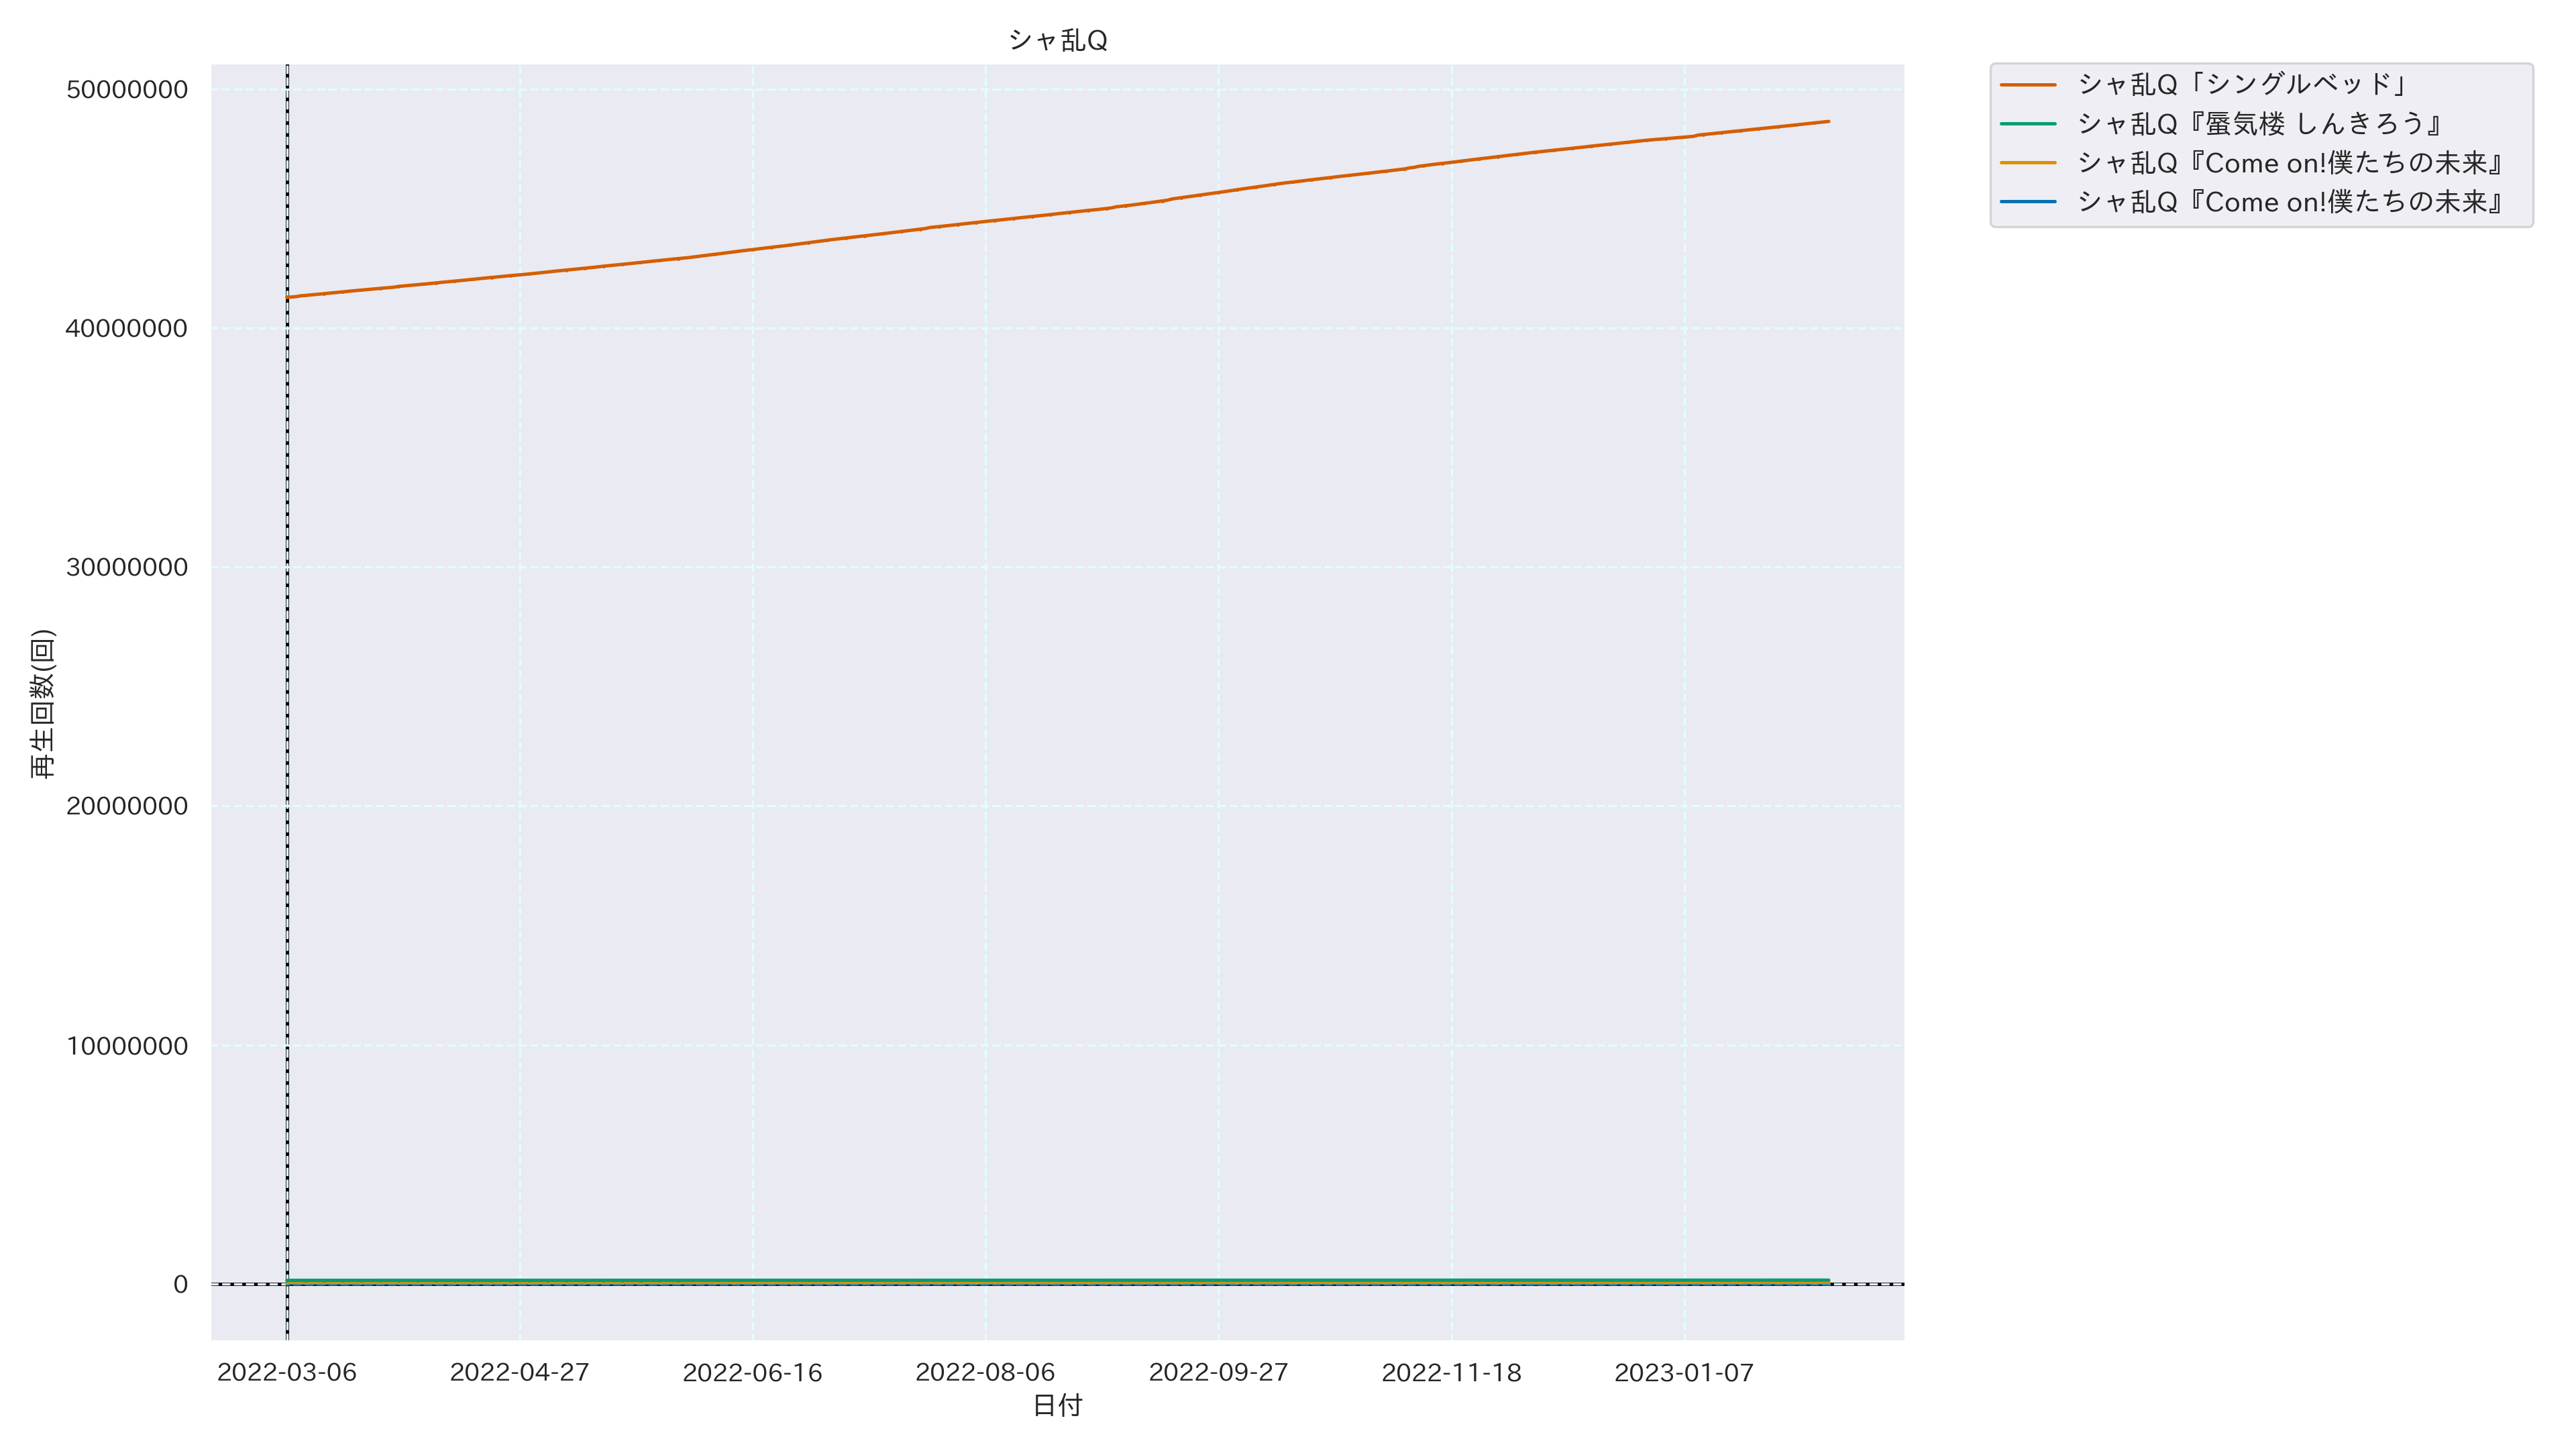 シャ乱Q
シャ乱Q「シングルベッド」
シャ乱Q『蜃気楼 しんきろう』
シャ乱Q『Come on!僕たちの未来』
シャ乱Q『Come on!僕たちの未来』
再生回数(回)
50000000
40000000
30000000
20000000
10000000
0
2022-03-06
2022-04-27
2022-06-16
2022-08-06
2022-09-27
2022-11-18
2023-01-07
日付